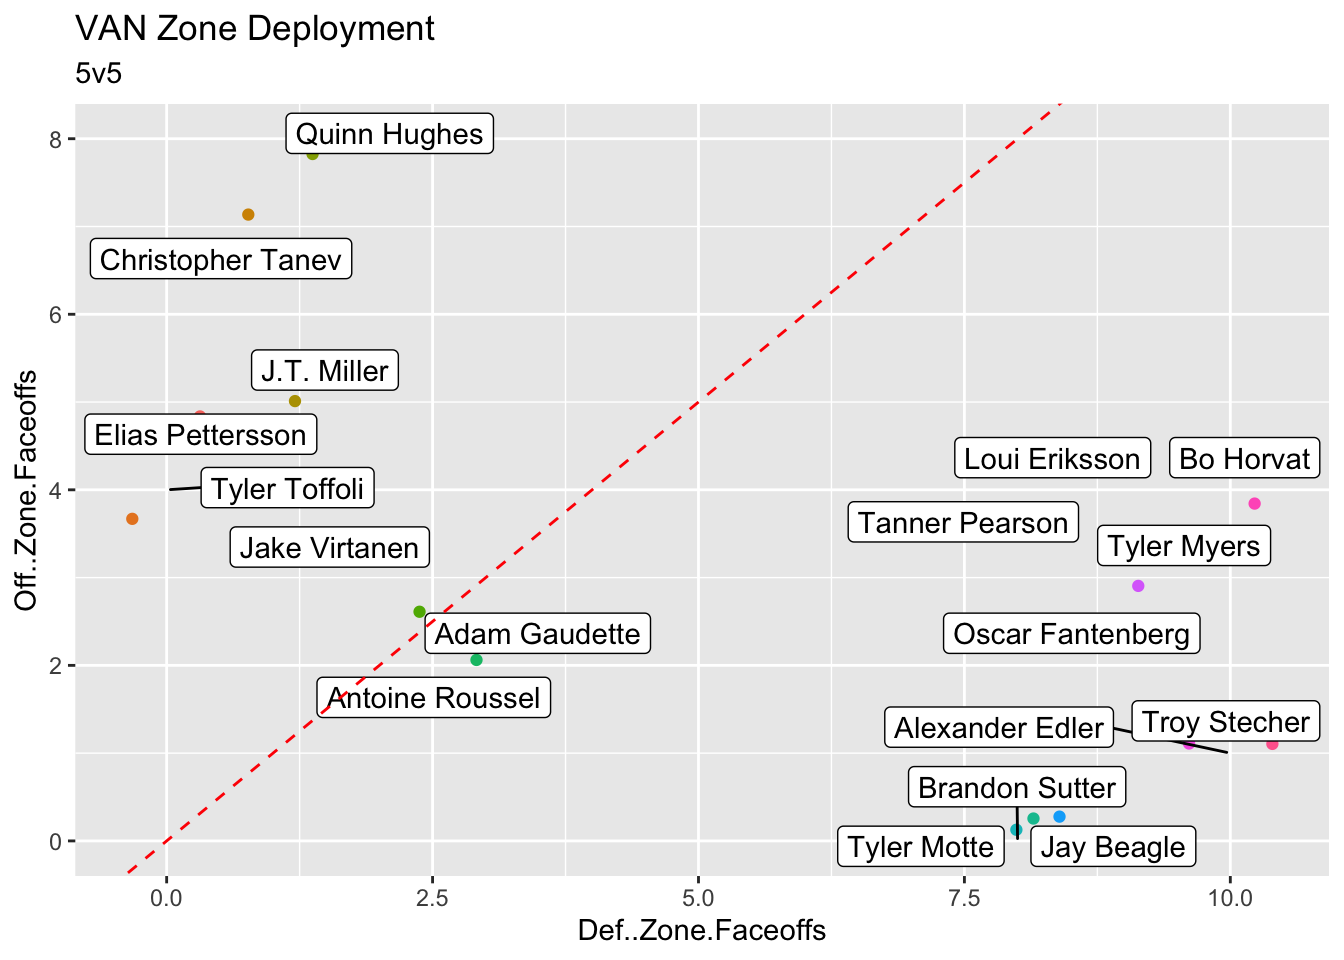 VAN Zone Deployment
5v5
Off..Zone.Faceoffs
8
6
4
2
0
Quinn Hughes
Christopher Tanev
J.T. Miller
Elias Pettersson
Loui Eriksson
Bo Horvat
Tyler Toffoli
Tanner Pearson
Jake Virtanen
Tyler Myers
Adam Gaudette
Oscar Fantenberg
Antoine Roussel
Alexander Edler
Troy Stecher
Brandon Sutter
Tyler Motte
Jay Beagle
0.0 2.5 5.0 7.5 10.0
Def..Zone.Faceoffs